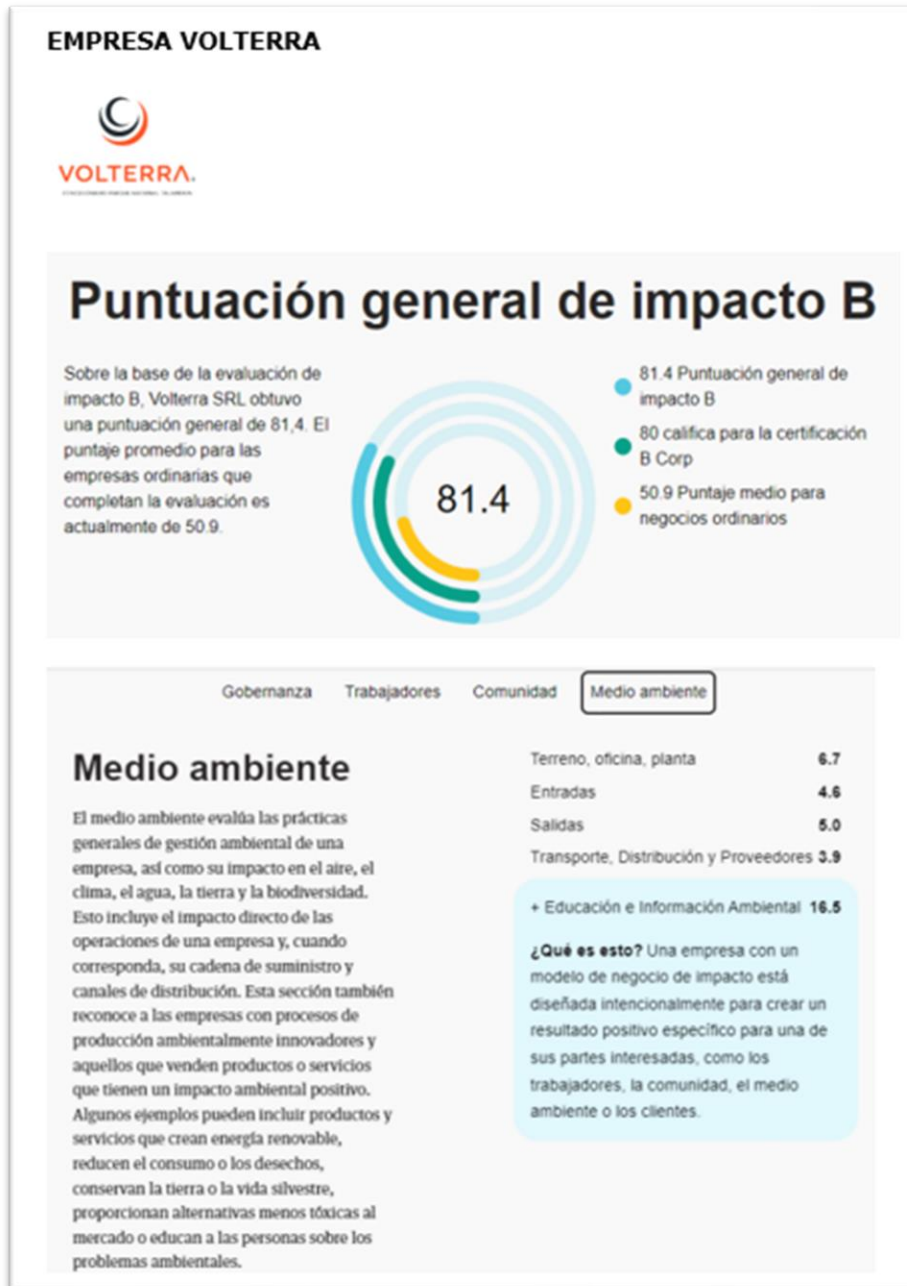 EMPRESA VOLTERRA
VOLTERRA.
Puntuación general de impacto B
Sobre la base de la evaluación de
impacto B, Volterra SRL obtuvo
una puntuación general de 81,4. El
puntaje promedio para las
empresas ordinarias que
completan la evaluación es
actualmente de 50.9.
81.4
81.4 Puntuación general de
impacto B
80 califica para la certificación
B Corp
50.9 Puntaje medio para
negocios ordinarios
Gobernanza Trabajadores Comunidad Medio ambiente
Medio ambiente
El medio ambiente evalúa las prácticas
generales de gestión ambiental de una
empresa, así como su impacto en el aire, el
clima, el agua, la tierra y la biodiversidad.
Esto incluye el impacto directo de las
operaciones de una empresa y, cuando
corresponda, su cadena de suministro y
canales de distribución. Esta sección también
reconoce a las empresas con procesos de
producción ambientalmente innovadores y
aquellos que venden productos o servicios
que tienen un impacto ambiental positivo.
Algunos ejemplos pueden incluir productos y
servicios que crean energía renovable,
reducen el consumo o los desechos,
conservan la tierra o la vida silvestre,
proporcionan alternativas menos tóxicas al
mercado o educan a las personas sobre los
problemas ambientales.
Terreno, oficina, planta 6.7
Entradas 4.6
Salidas 5.0
Transporte, Distribución y Proveedores 3.9
+ Educación e Información Ambiental 16.5
¿Qué es esto? Una empresa con un
modelo de negocio de impacto está
diseñada intencionalmente para crear un
resultado positivo específico para una de
sus partes interesadas, como los
trabajadores, la comunidad, el medio
ambiente o los clientes.